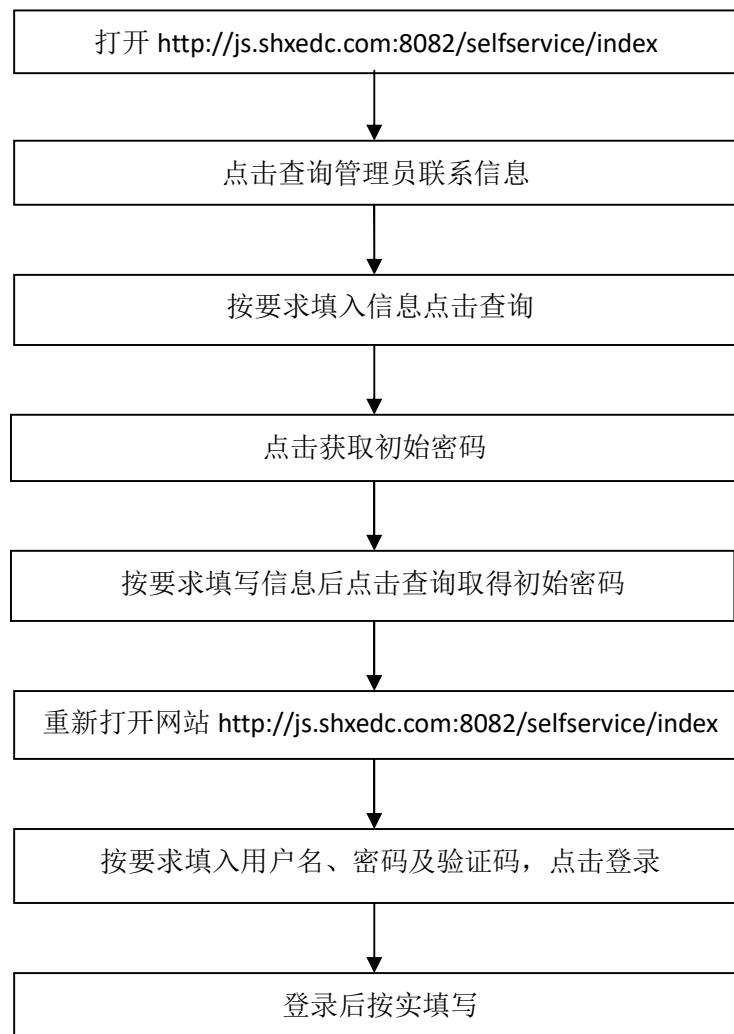 打开 http://js.shxedc.com:8082/selfservice/index
点击查询管理员联系信息
按要求填入信息点击查询
点击获取初始密码
按要求填写信息后点击查询取得初始密码
重新打开网站 http://js.shxedc.com:8082/selfservice/index
按要求填入用户名、密码及验证码，点击登录
登录后按实填写